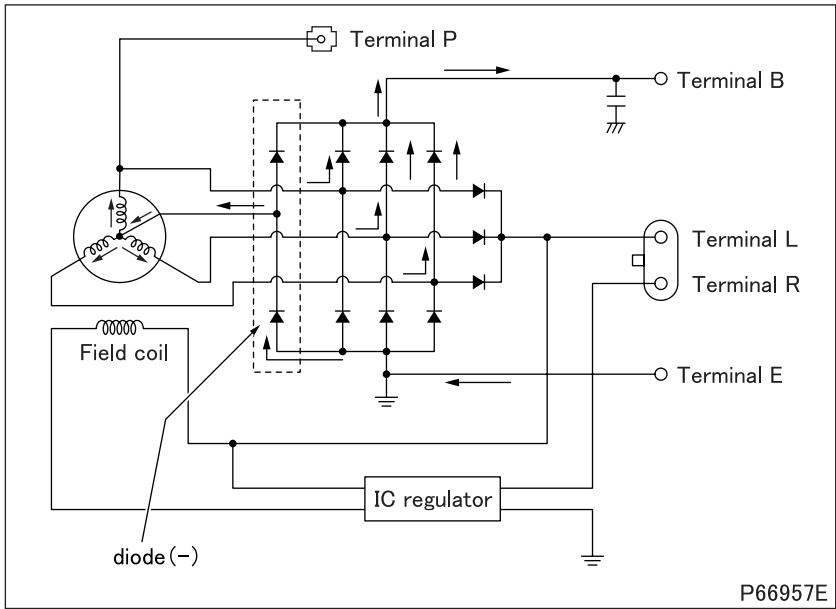 Terminal P
Terminal B
Terminal L
Terminal R
Field coil
Terminal E
IC regulator
diode(-)
P66957E